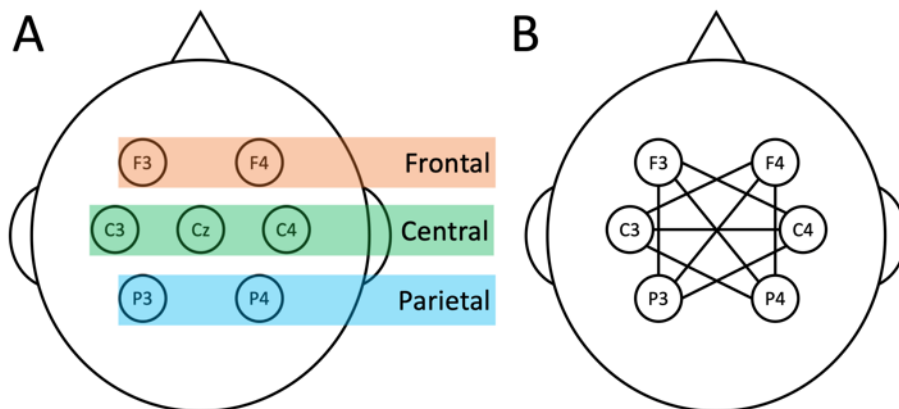 A
B
F3 F4 Frontal
C3 Cz C4 Central
P3 P4 Parietal
F3 F4
C3 C4
P3 P4